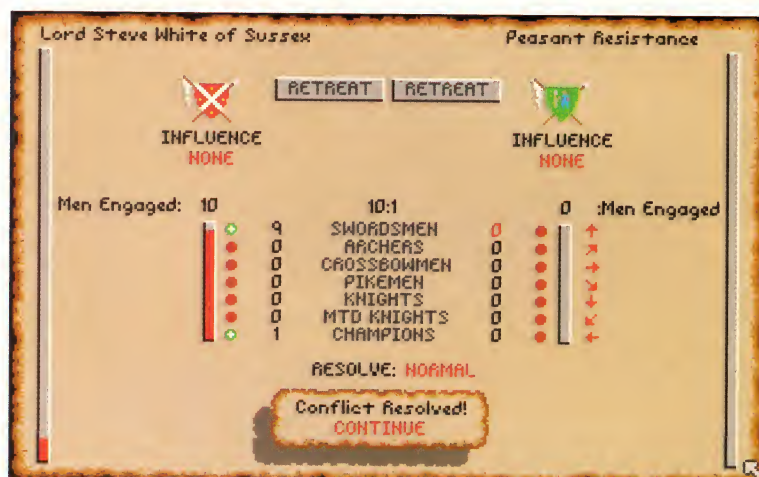 Lord Steve White of Sussex Peasant Resistance
RETREAT RETREAT
INFLUENCE INFLUENCE
NONE NONE
Men Engaged: 10 10:1 0 :Men Engaged
9 SWORDSMEN 0
0 ARCHERS 0
0 CROSSBOWMEN 0
0 PIKEMEN 0
0 KNIGHTS 0
0 MTD KNIGHTS 0
1 CHAMPIONS 0
RESOLVE: NORMAL
Conflict Resolved!
CONTINUE